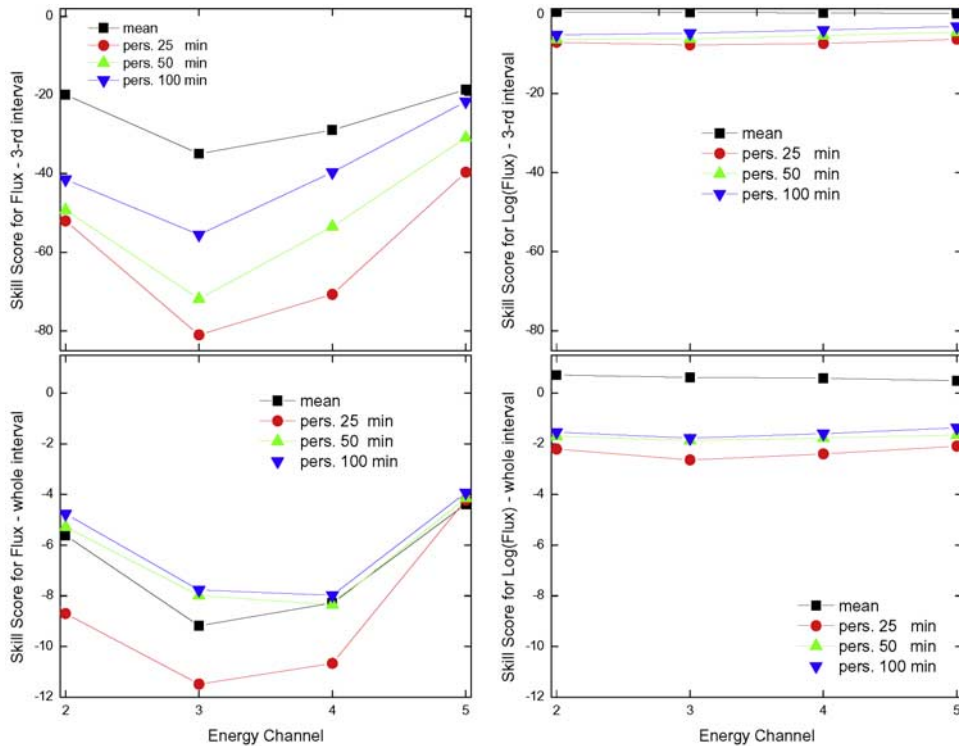 Skill Score for Flux - 3-rd interval
0
-20
-40
-60
-80
mean
pers. 25 min
pers. 50 min
pers. 100 min
Skill Score for Log(Flux) - 3-rd interval
0
-20
-40
-60
-80
mean
pers. 25 min
pers. 50 min
pers. 100 min
Skill Score for Flux - whole interval
0
-2
-4
-6
-8
-10
-12
mean
pers. 25 min
pers. 50 min
pers. 100 min
2 3 4 5
Energy Channel
Skill Score for Log(Flux) - whole interval
0
-2
-4
-6
-8
-10
-12
mean
pers. 25 min
pers. 50 min
pers. 100 min
2 3 4 5
Energy Channel